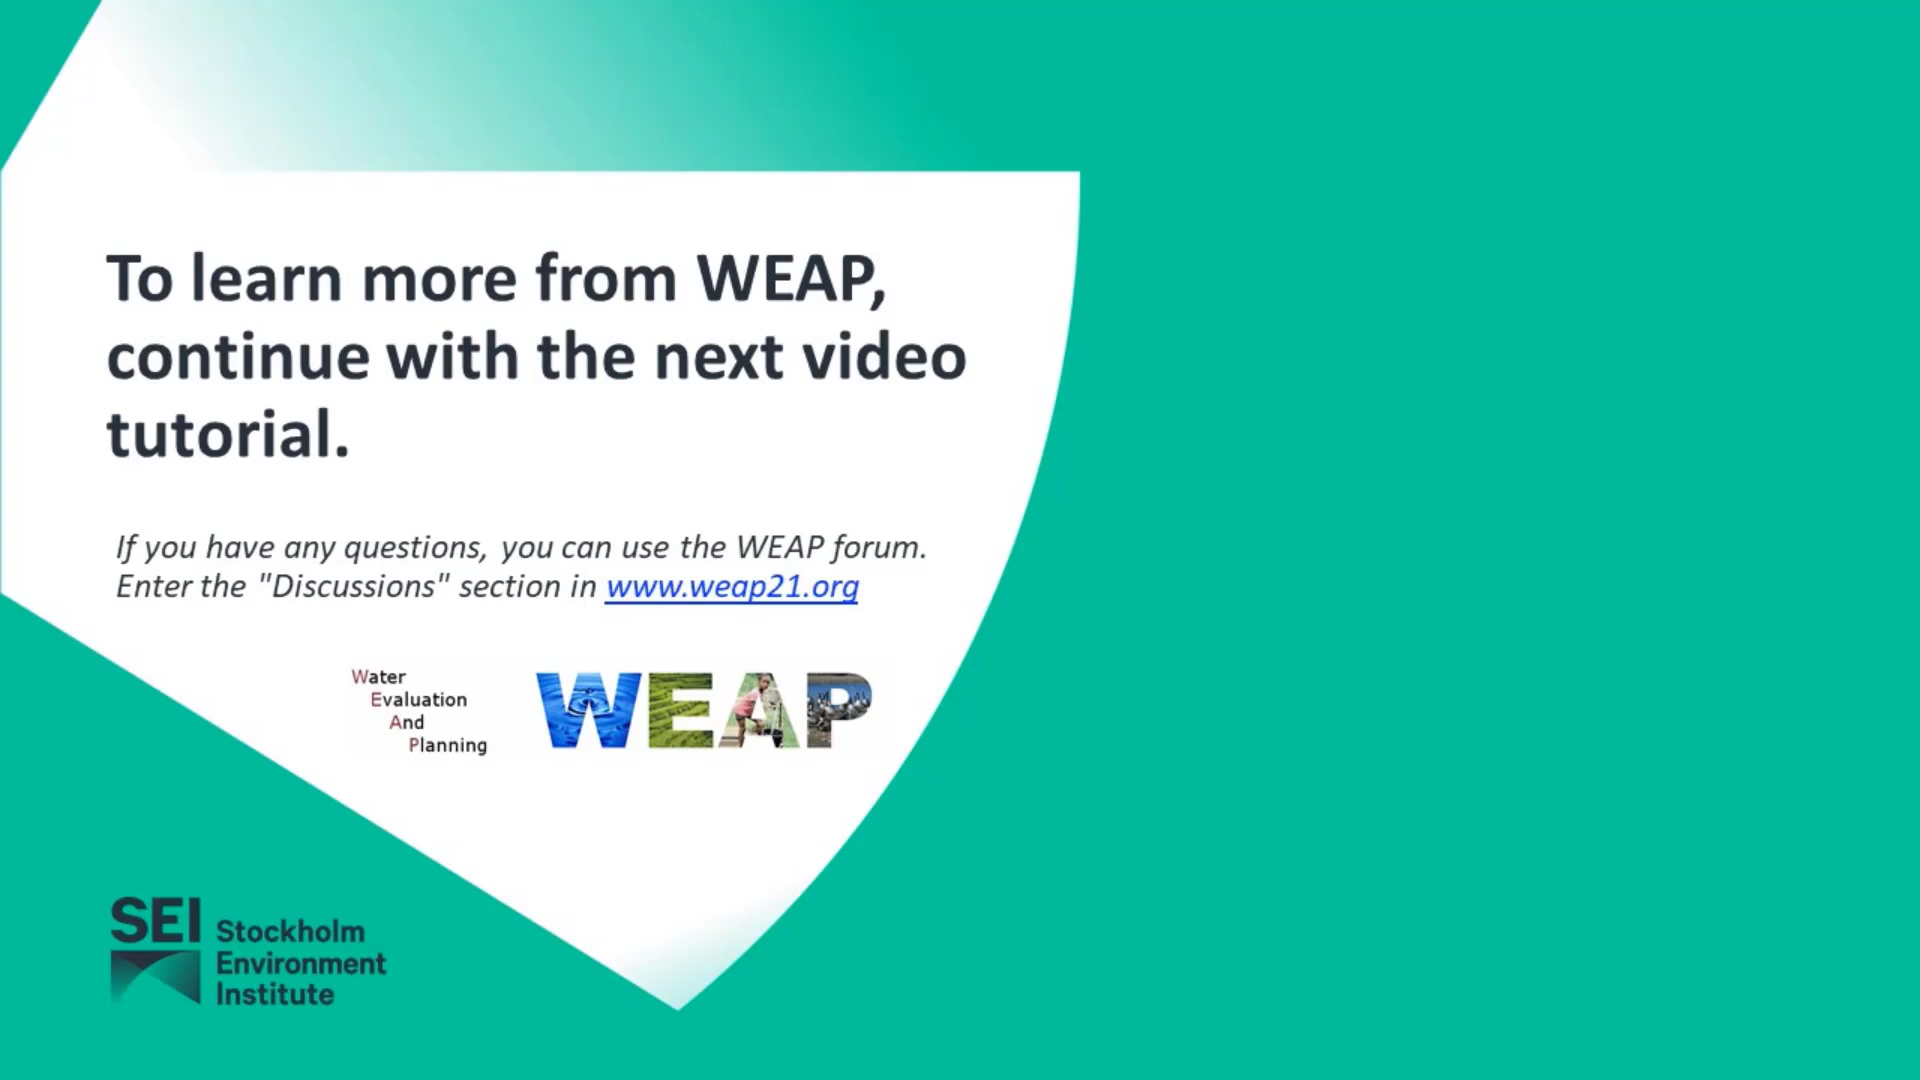 To learn more from WEAP,
continue with the next video
tutorial.
If you have any questions, you can use the WEAP forum.
Enter the "Discussions" section in www.weap21.org
Water
Evaluation
And
Planning
WEAP
SEI Stockholm
Environment
Institute